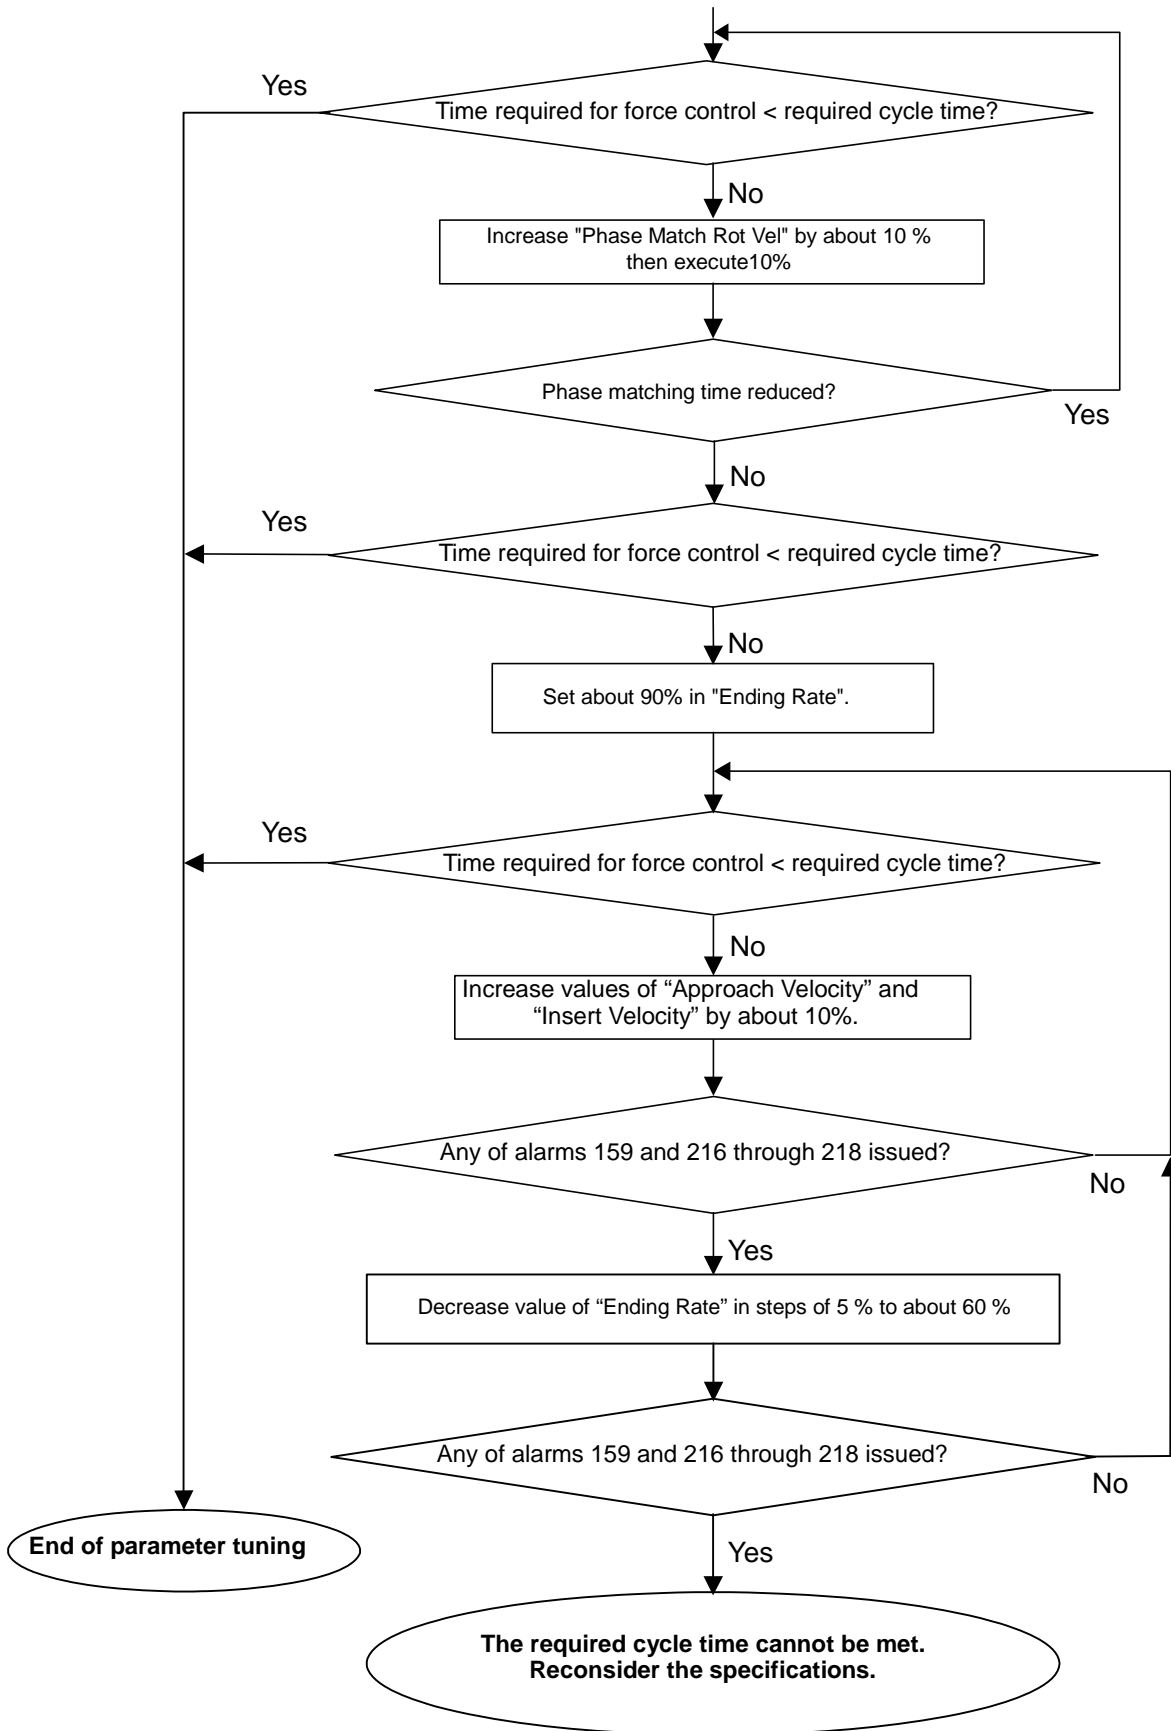 Yes
Time required for force control < required cycle time?
No
Increase "Phase Match Rot Vel" by about 10 %
then execute10%
Phase matching time reduced?
Yes
No
Yes
Time required for force control < required cycle time?
No
Set about 90% in "Ending Rate".
Yes
Time required for force control < required cycle time?
No
Increase values of “Approach Velocity” and
“Insert Velocity” by about 10%.
Any of alarms 159 and 216 through 218 issued?
No
Yes
Decrease value of “Ending Rate” in steps of 5 % to about 60 %
Any of alarms 159 and 216 through 218 issued?
No
End of parameter tuning
Yes
The required cycle time cannot be met.
Reconsider the specifications.